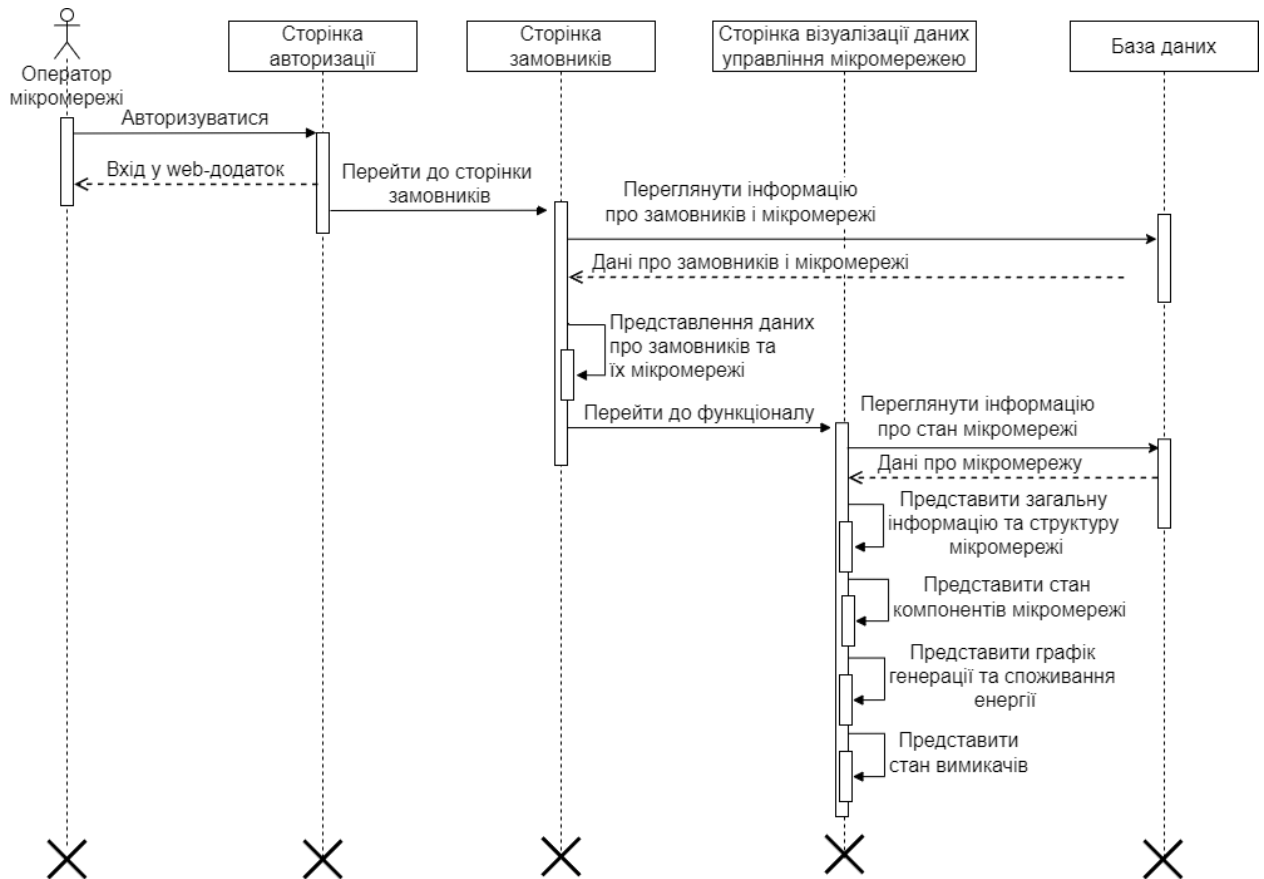 Оператор
мікромережі
Сторінка
авторизації
Сторінка
замовників
Сторінка візуалізації даних
управління мікромережею
База даних
Авторизуватися
Вхід у web-додаток
Перейти до сторінки
замовників
Переглянути інформацію
про замовників і мікромережі
Дані про замовників і мікромережі
Представлення даних
про замовників та
їх мікромережі
Перейти до функціоналу
Переглянути інформацію
про стан мікромережі
Дані про мікромережу
Представити загальну
інформацію та структуру
мікромережі
Представити стан
компонентів мікромережі
Представити графік
генерації та споживання
енергії
Представити
стан вимикачів